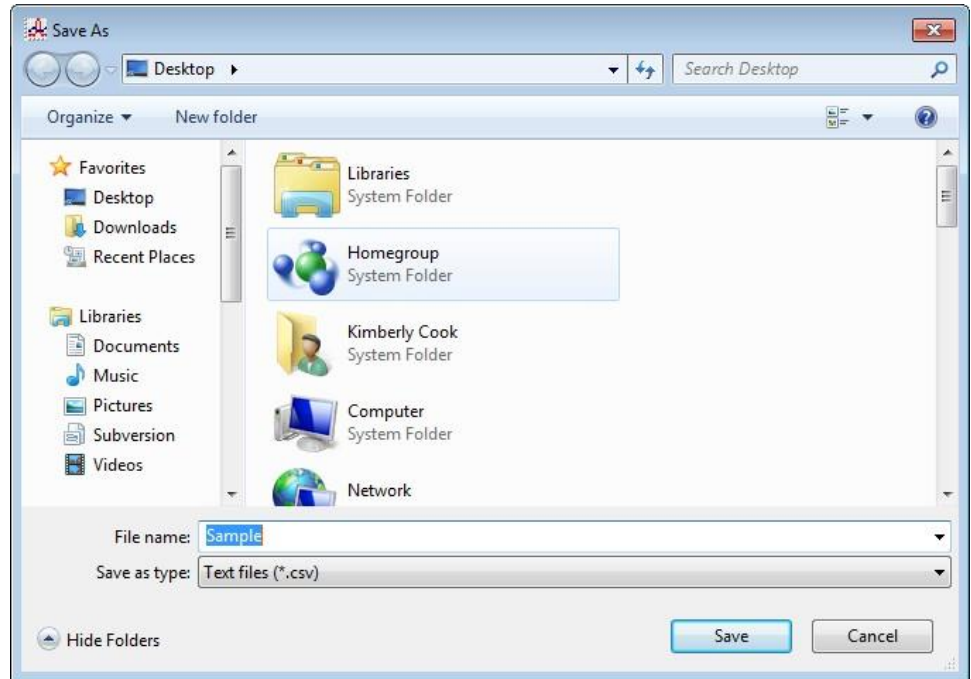 Save As
Desktop
Search Desktop
Organize
New folder
Favorites
Desktop
Downloads
Recent Places
Libraries
Documents
Music
Pictures
Subversion
Videos
Libraries
System Folder
Homegroup
System Folder
Kimberly Cook
System Folder
Computer
System Folder
Network
File name: Sample
Save as type: Text files (*.csv)
Hide Folders
Save
Cancel